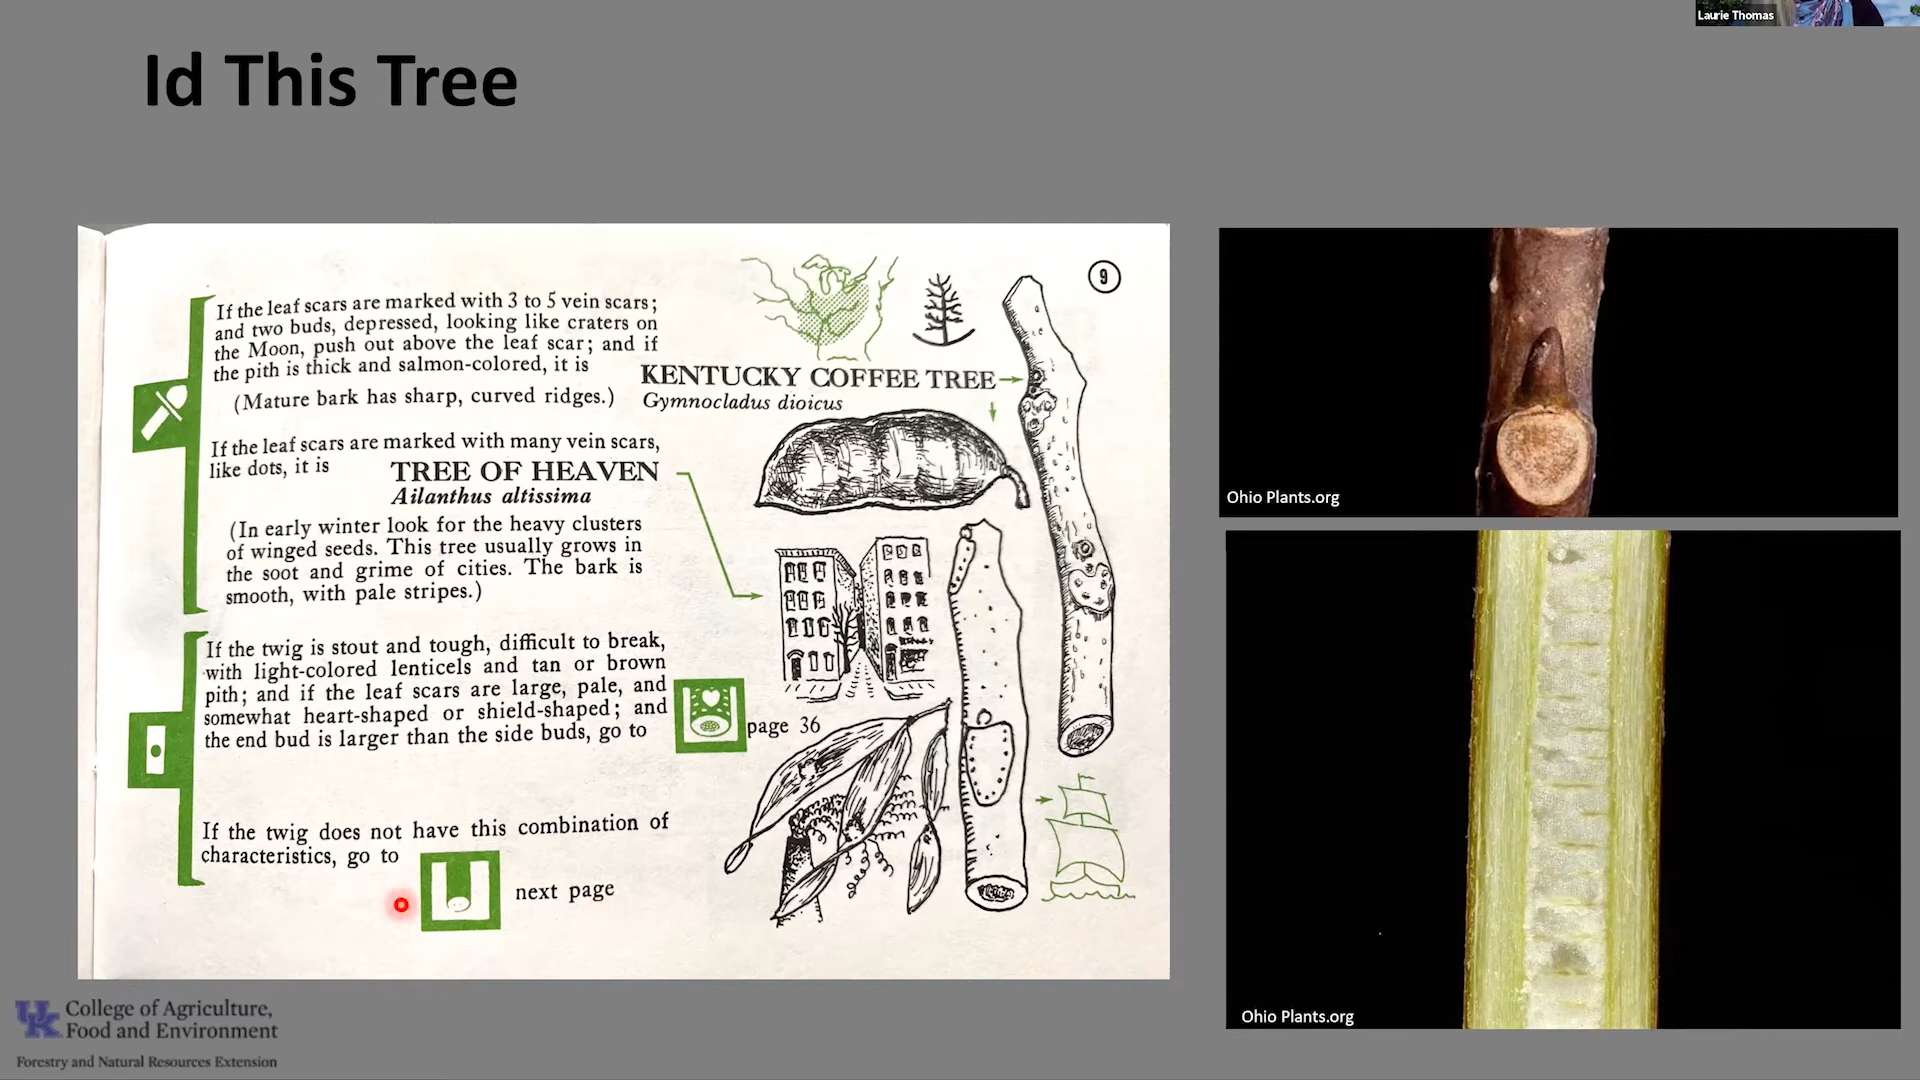 Laurie Thomas
Id This Tree
9
If the leaf scars are marked with 3 to 5 vein scars;
and two buds, depressed, looking like craters on
the Moon, push out above the leaf scar; and if
the pith is thick and salmon-colored, it is
KENTUCKY COFFEE TREE
Gymnocladus dioicus
(Mature bark has sharp, curved ridges.)
If the leaf scars are marked with many vein scars,
like dots, it is
TREE OF HEAVEN
Ailanthus altissima
(In early winter look for the heavy clusters
of winged seeds. This tree usually grows in
the soot and grime of cities. The bark is
smooth, with pale stripes.)
If the twig is stout and tough, difficult to break,
with light-colored lenticels and tan or brown
pith; and if the leaf scars are large, pale, and
somewhat heart-shaped or shield-shaped; and
the end bud is larger than the side buds, go to
page 36
If the twig does not have this combination of
characteristics, go to
next page
Ohio Plants.org
Ohio Plants.org
UK
College of Agriculture,
Food and Environment
Forestry and Natural Resources Extension